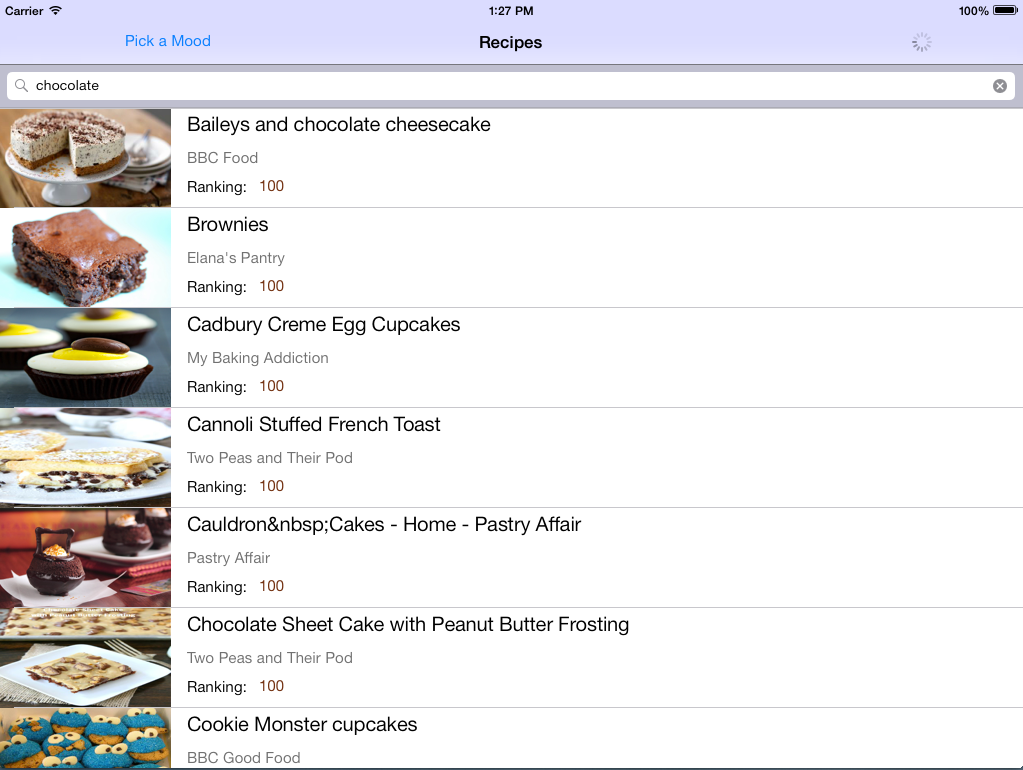 Carrier 1:27 PM 100%
Pick a Mood Recipes
chocolate
Baileys and chocolate cheesecake
BBC Food
Ranking: 100
Brownies
Elana's Pantry
Ranking: 100
Cadbury Creme Egg Cupcakes
My Baking Addiction
Ranking: 100
Cannoli Stuffed French Toast
Two Peas and Their Pod
Ranking: 100
Cauldron&nbsp;Cakes - Home - Pastry Affair
Pastry Affair
Ranking: 100
Chocolate Sheet Cake with Peanut Butter Frosting
Two Peas and Their Pod
Ranking: 100
Cookie Monster cupcakes
BBC Good Food